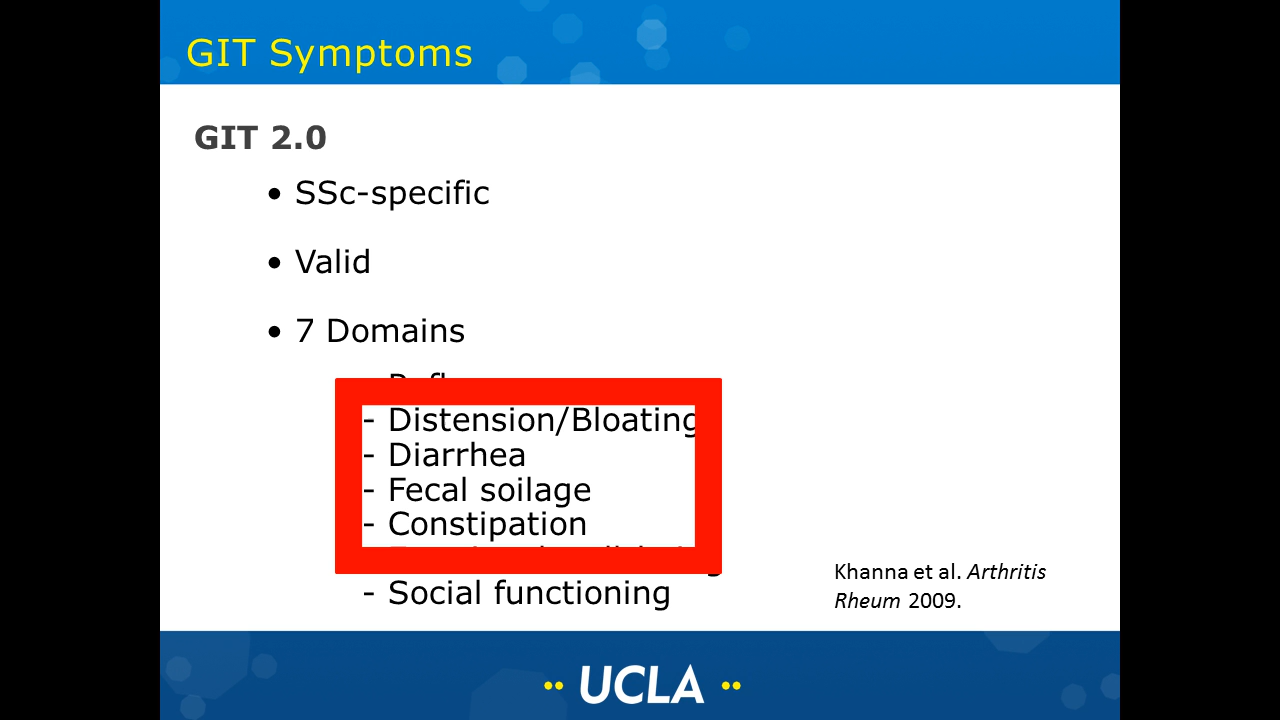 GIT Symptoms
GIT 2.0
• SSc-specific
• Valid
• 7 Domains
- Distension/Bloating
- Diarrhea
- Fecal soilage
- Constipation
- Social functioning
Khanna et al. Arthritis
Rheum 2009.
UCLA